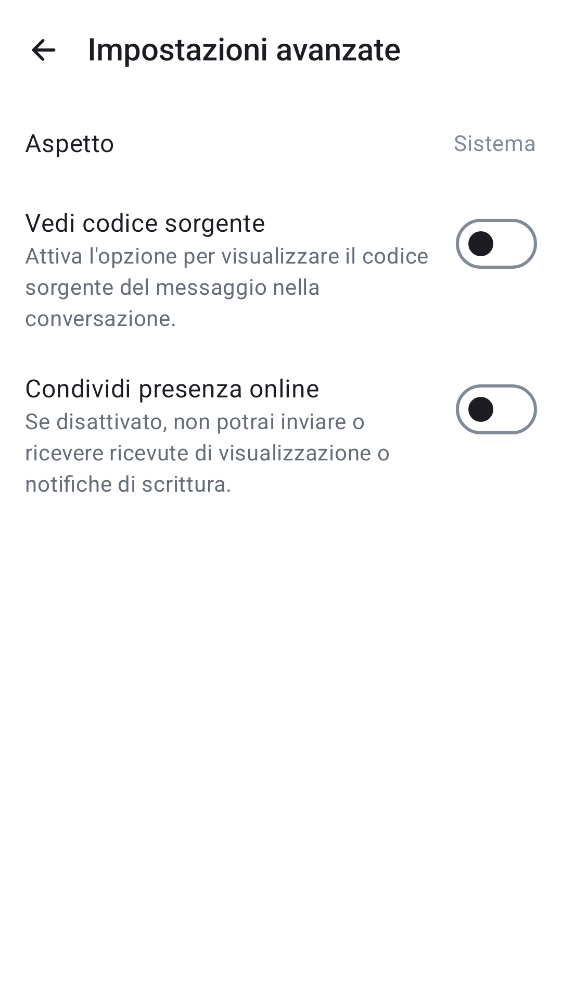 Impostazioni avanzate
Aspetto
Sistema
Vedi codice sorgente
Attiva l'opzione per visualizzare il codice
sorgente del messaggio nella
conversazione.
Condividi presenza online
Se disattivato, non potrai inviare o
ricevere ricevute di visualizzazione o
notifiche di scrittura.